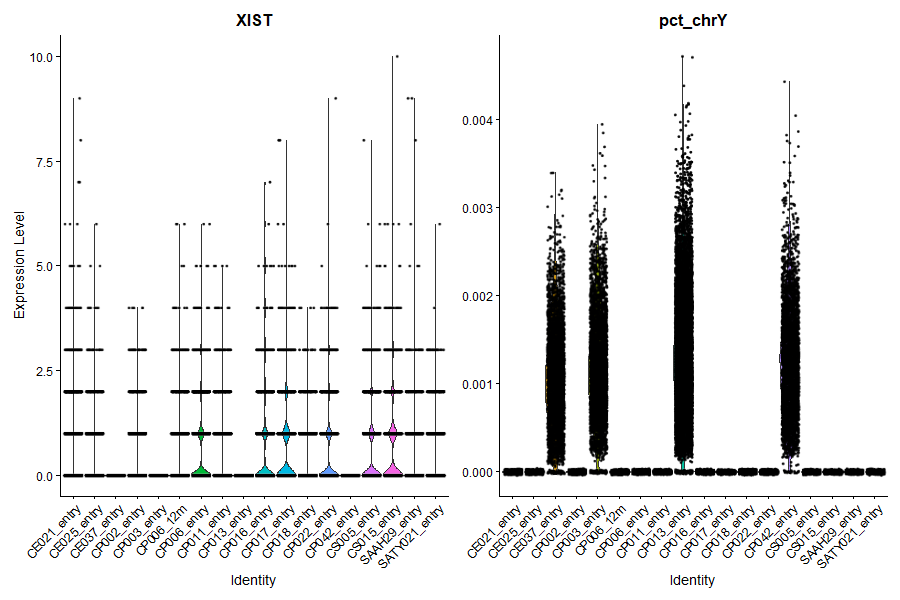 XIST
pct_chrY
Expression Level
10.0
7.5
5.0
2.5
0.0
0.004
0.003
0.002
0.001
0.000
CE021_entry
CE025_entry
CE037_entry
CP002_entry
CP003_entry
CP006_12m
CP006_entry
CP011_entry
CP013_entry
CP016_entry
CP017_entry
CP018_entry
CP022_entry
CP042_entry
CS005_entry
CS015_entry
SAAH29_entry
SATY021_entry
Identity
CE021_entry
CE025_entry
CE037_entry
CP002_entry
CP003_entry
CP006_12m
CP006_entry
CP011_entry
CP013_entry
CP016_entry
CP017_entry
CP018_entry
CP022_entry
CP042_entry
CS005_entry
CS015_entry
SAAH29_entry
SATY021_entry
Identity